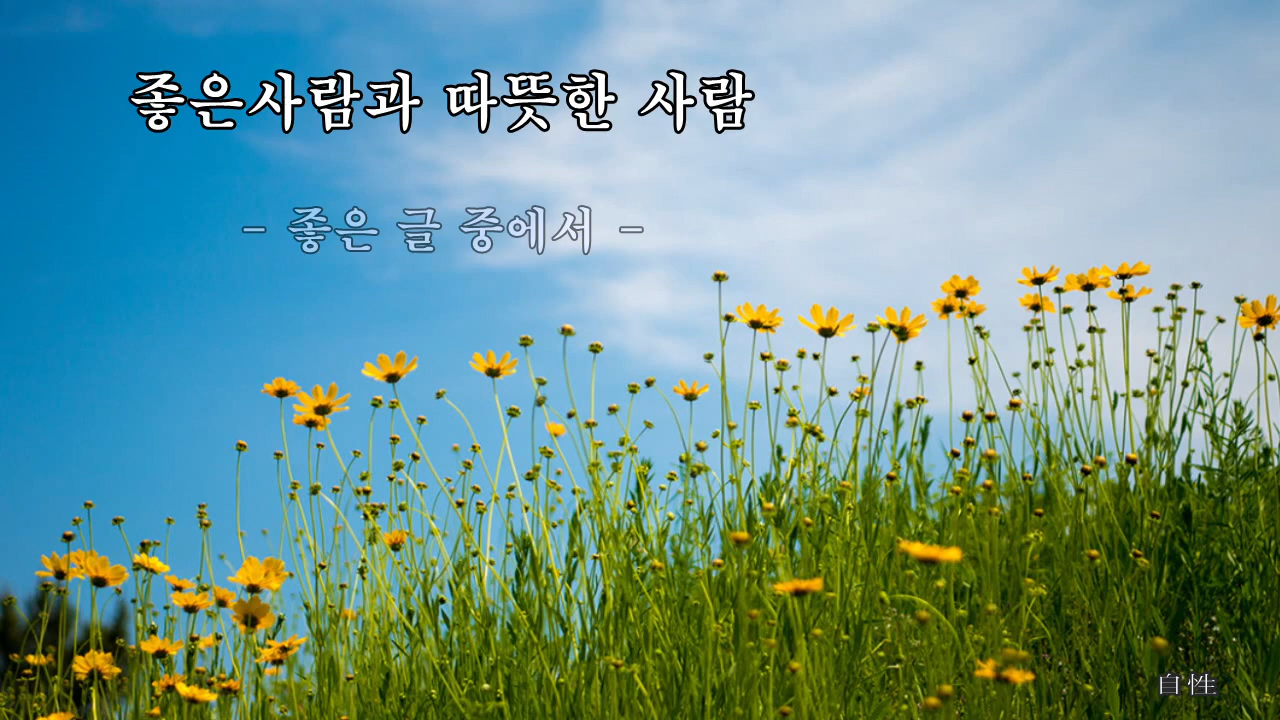 좋은사람과 따뜻한 사람
- 좋은 글 중에서 -
自性